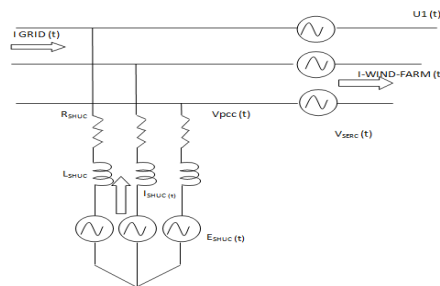 U1 (t)
I GRID (t)
I-WIND-FARM (t)
RSHUC
Vpcc (t)
VSERC (t)
LSHUC
ISHUC (t)
ESHUC (t)